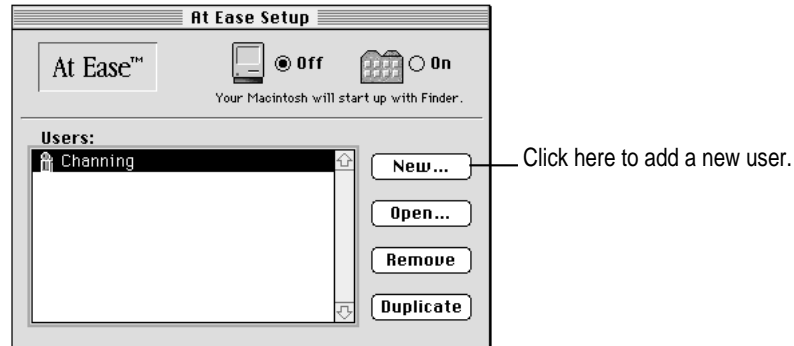 At Ease Setup
At Ease™
Off
On
Your Macintosh will start up with Finder.
Users:
Channing
New...
Click here to add a new user.
Open...
Remove
Duplicate